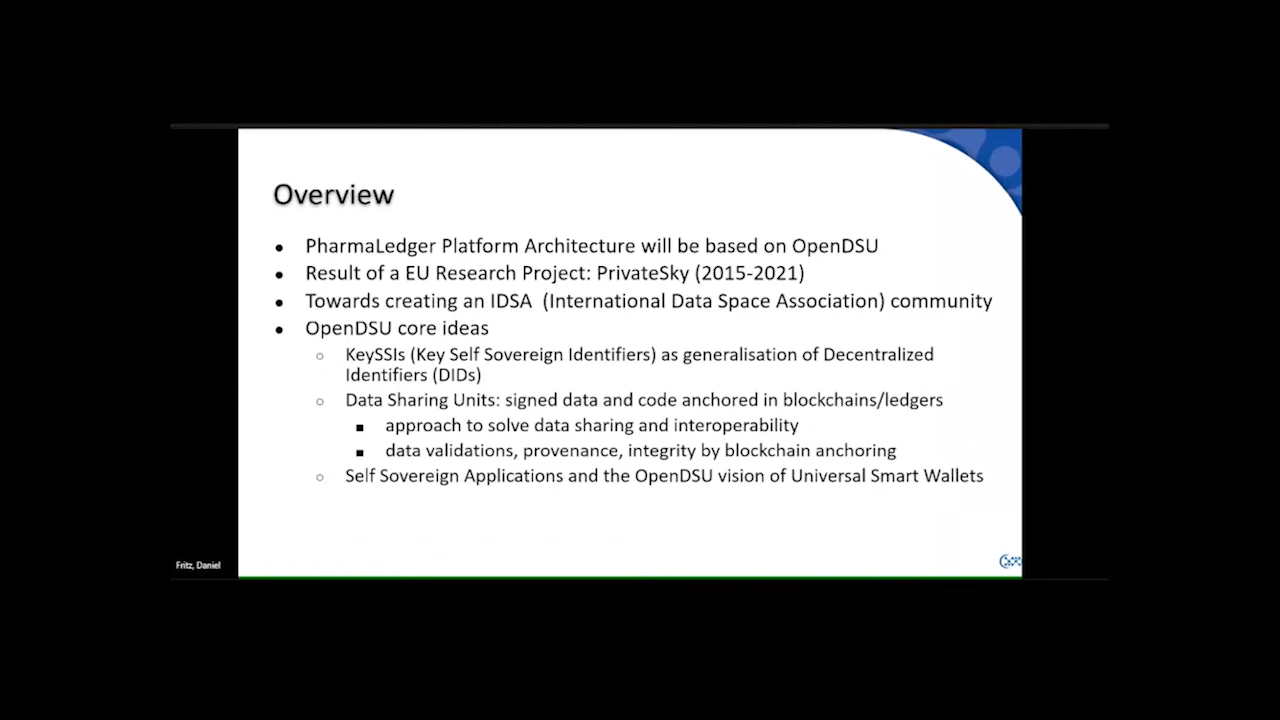 Overview
● PharmaLedger Platform Architecture will be based on OpenDSU
● Result of a EU Research Project: PrivateSky (2015-2021)
● Towards creating an IDSA (International Data Space Association) community
● OpenDSU core ideas
○ KeySSIs (Key Self Sovereign Identifiers) as generalisation of Decentralized
Identifiers (DIDs)
○ Data Sharing Units: signed data and code anchored in blockchains/ledgers
■ approach to solve data sharing and interoperability
■ data validations, provenance, integrity by blockchain anchoring
○ Self Sovereign Applications and the OpenDSU vision of Universal Smart Wallets
Fritz, Daniel